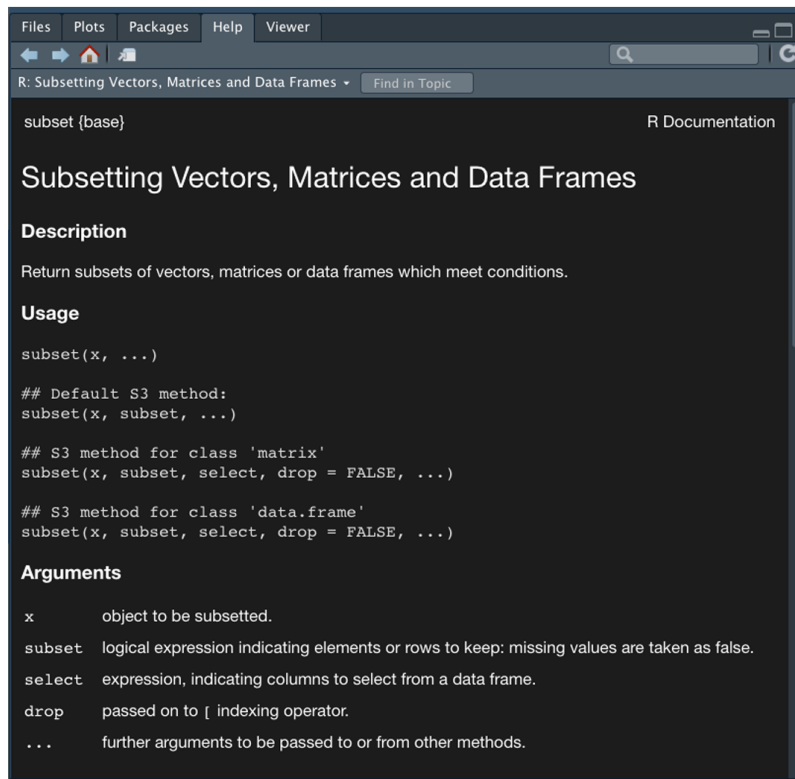 Files Plots Packages Help Viewer
R: Subsetting Vectors, Matrices and Data Frames Find in Topic
subset {base} R Documentation
Subsetting Vectors, Matrices and Data Frames
Description
Return subsets of vectors, matrices or data frames which meet conditions.
Usage
subset(x, ...)
## Default S3 method:
subset(x, subset, ...)
## S3 method for class 'matrix'
subset(x, subset, select, drop = FALSE, ...)
## S3 method for class 'data.frame'
subset(x, subset, select, drop = FALSE, ...)
Arguments
x object to be subsetted.
subset logical expression indicating elements or rows to keep: missing values are taken as false.
select expression, indicating columns to select from a data frame.
drop passed on to [ indexing operator.
... further arguments to be passed to or from other methods.